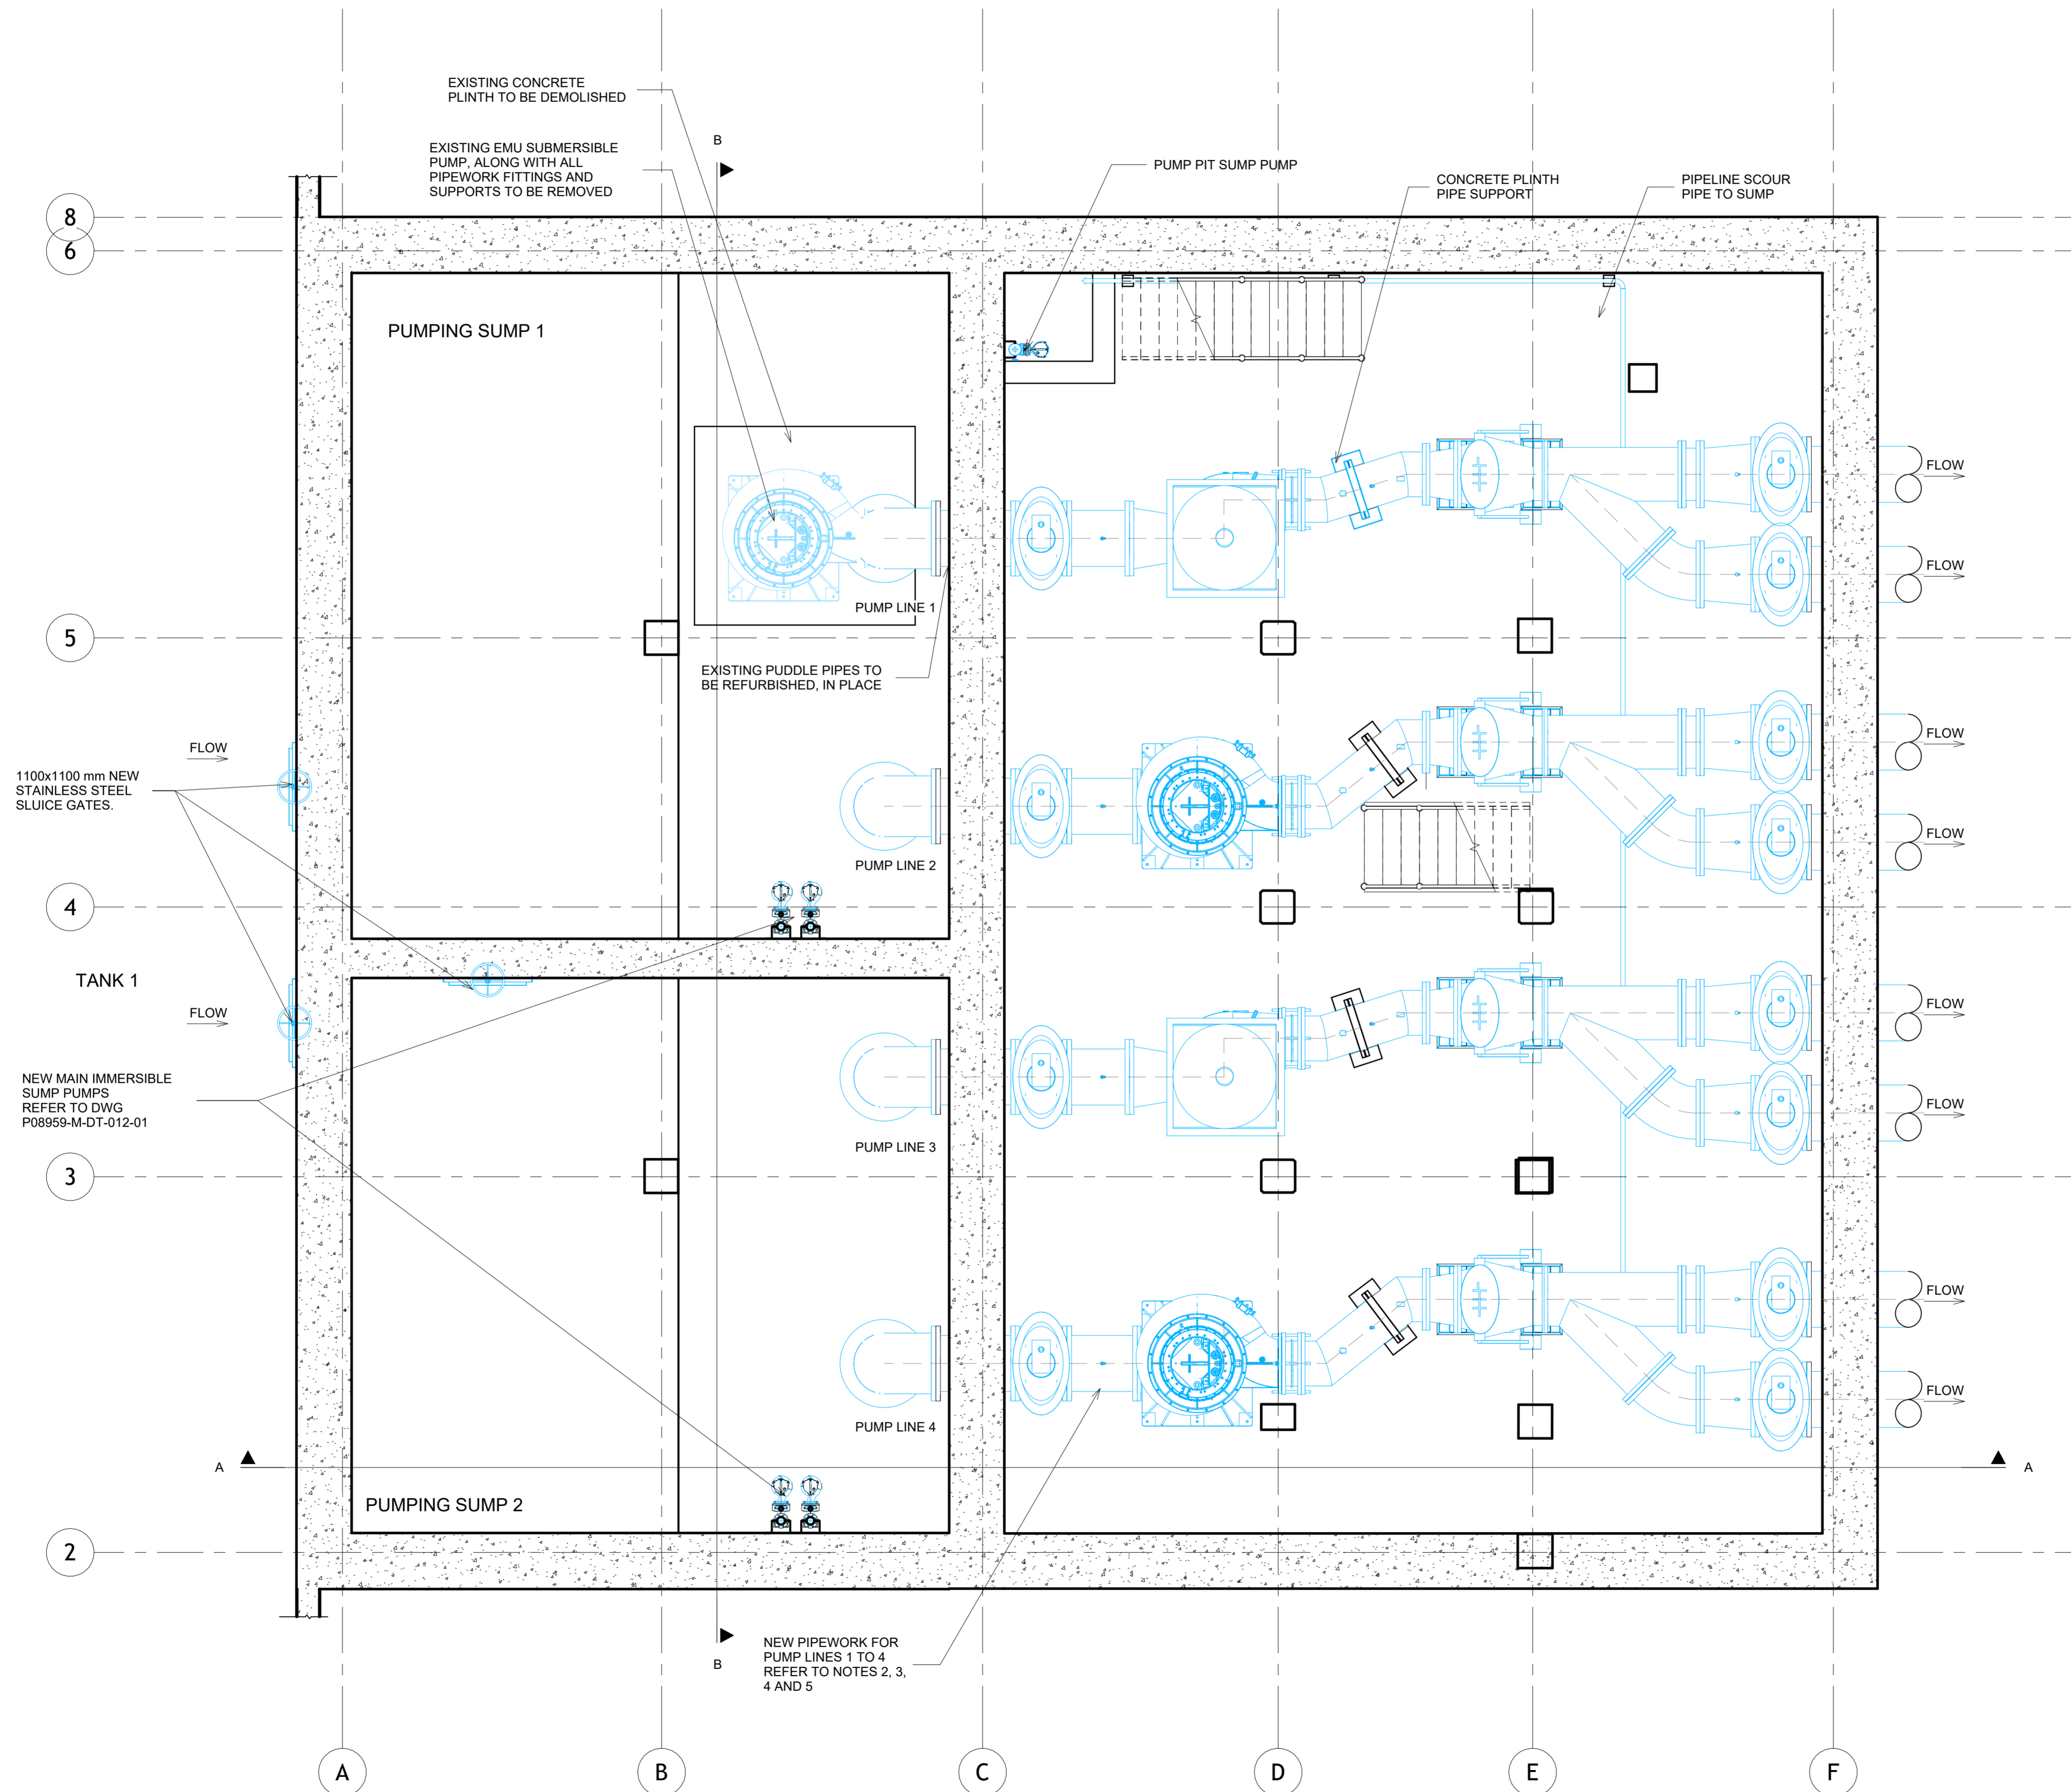 EXISTING CONCRETE
PLINTH TO BE DEMOLISHED
B
EXISTING EMU SUBMERSIBLE
PUMP, ALONG WITH ALL
PIPEWORK FITTINGS AND
SUPPORTS TO BE REMOVED
PUMP PIT SUMP PUMP
CONCRETE PLINTH
PIPE SUPPORT
PIPELINE SCOUR
PIPE TO SUMP
8
6
PUMPING SUMP 1
FLOW
FLOW
PUMP LINE 1
5
EXISTING PUDDLE PIPES TO
BE REFURBISHED, IN PLACE
FLOW
FLOW
1100x1100 mm NEW
STAINLESS STEEL
SLUICE GATES.
FLOW
PUMP LINE 2
4
TANK 1
FLOW
FLOW
NEW MAIN IMMERSIBLE
SUMP PUMPS
REFER TO DWG
P08959-M-DT-012-01
FLOW
PUMP LINE 3
3
FLOW
FLOW
PUMP LINE 4
A
A
PUMPING SUMP 2
2
B
NEW PIPEWORK FOR
PUMP LINES 1 TO 4
REFER TO NOTES 2, 3,
4 AND 5
A
B
C
D
E
F